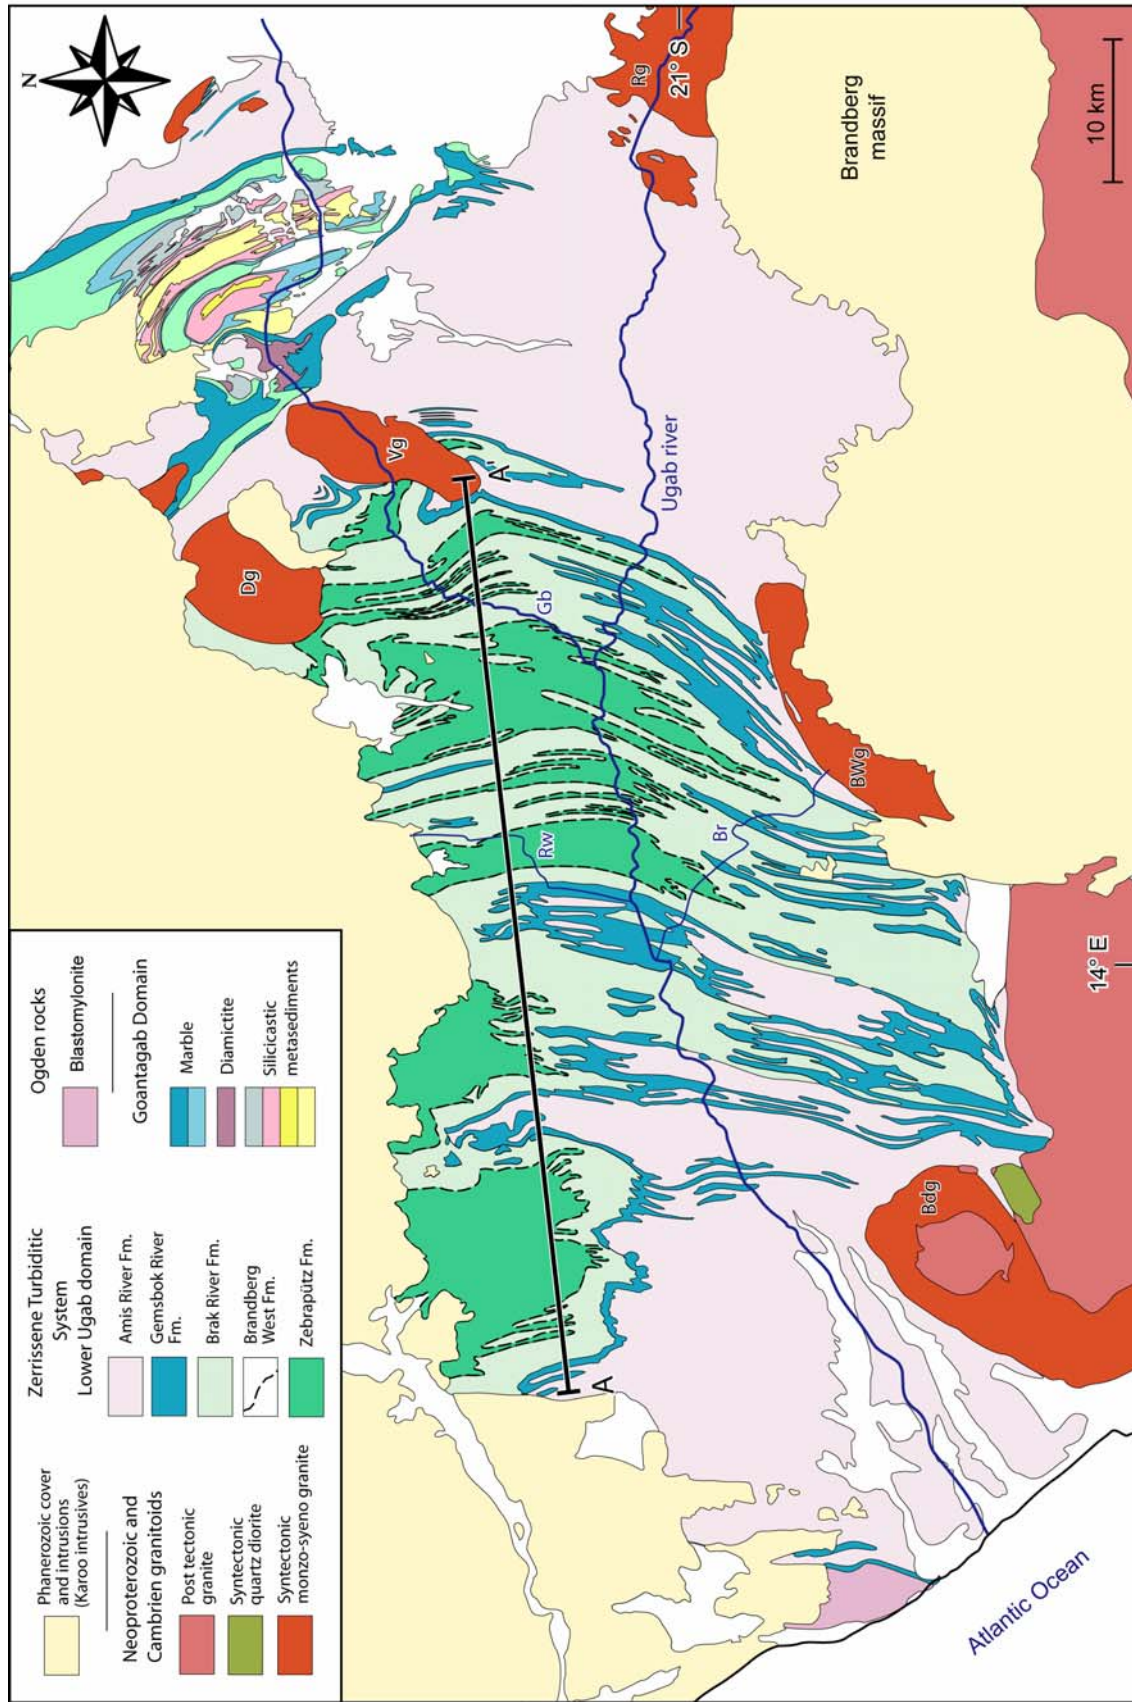 Phanerozoic cover
and intrusions
(Karoo intrusives)
Neoproterozoic and
Cambrien granitoids
Post tectonic
granite
Syntectonic
quartz diorite
Syntectonic
monzo-syeno granite
Zerrissene Turbiditic
System
Lower Ugab domain
Amis River Fm.
Gemsbok River
Fm.
Brak River Fm.
Brandberg
West Fm.
Zebrapütz Fm.
Ogden rocks
Blastomylonite
Goantagab Domain
Marble
Diamictite
Silicicastic
metasediments
N
Dg
Vg
A"
Gb
Rw
Ugab river
Rg
21° S
Brandberg
massif
10 km
Br
BWg
14° E
A
Bdg
Atlantic Ocean